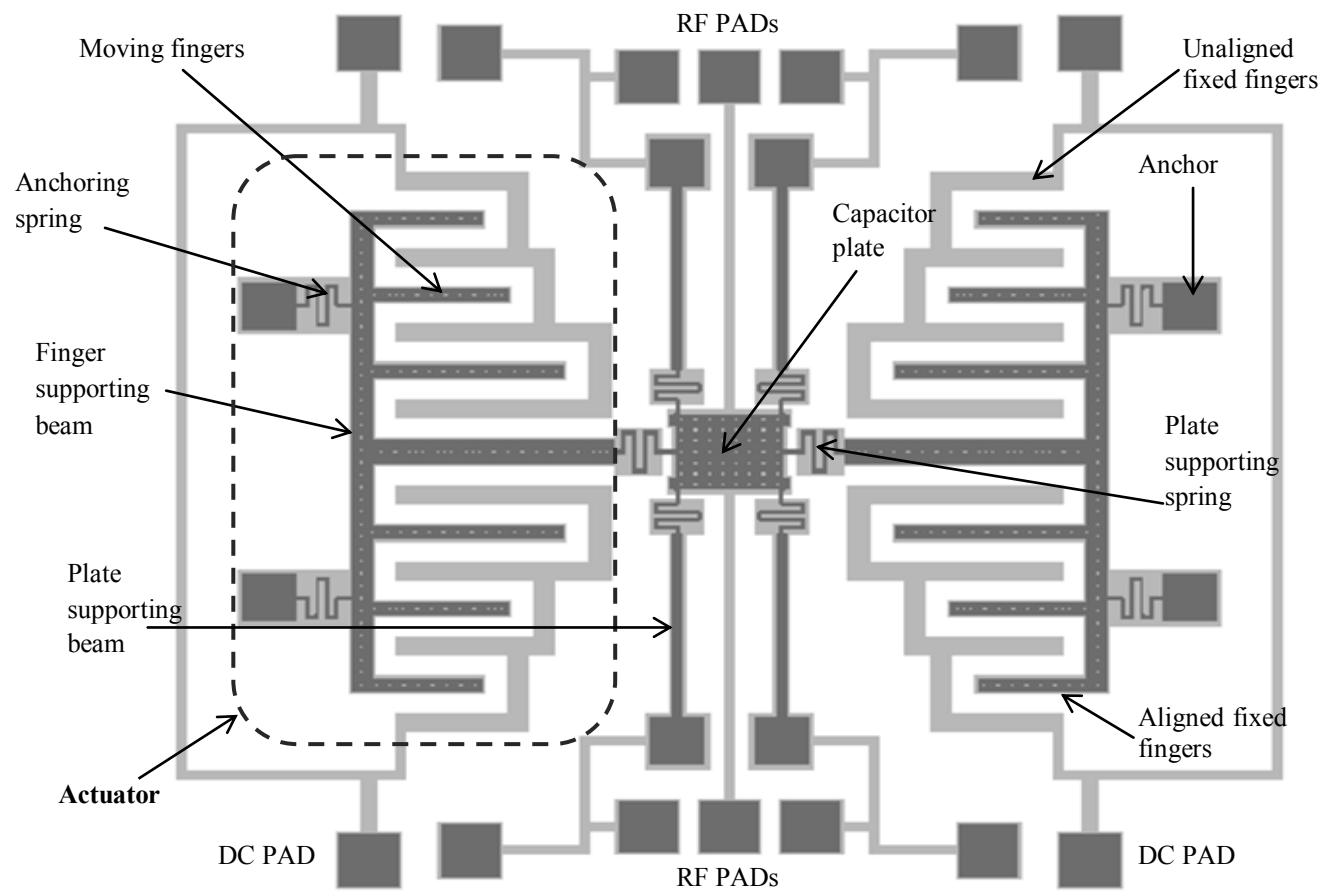 RF PADs
Moving fingers
Unaligned
fixed fingers
Anchoring
spring
Anchor
Capacitor
plate
Finger
supporting
beam
Plate
supporting
spring
Plate
supporting
beam
Aligned fixed
fingers
Actuator
DC PAD
RF PADs
DC PAD